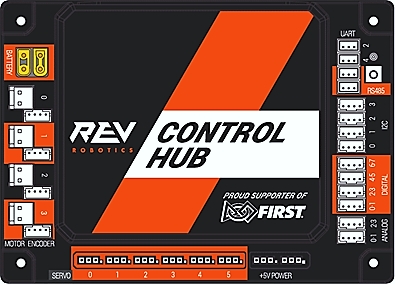 UART
BATTERY
4 2
RS485
0
3
2
I2C
1
0
1
REV
ROBOTICS
CONTROL
HUB
67
45
DIGITAL
23
01
2
PROUD SUPPORTER OF
FIRST
3
23
ANALOG
01
MOTOR ENCODER
SERVO 0 1 2 3 4 5 +5V POWER